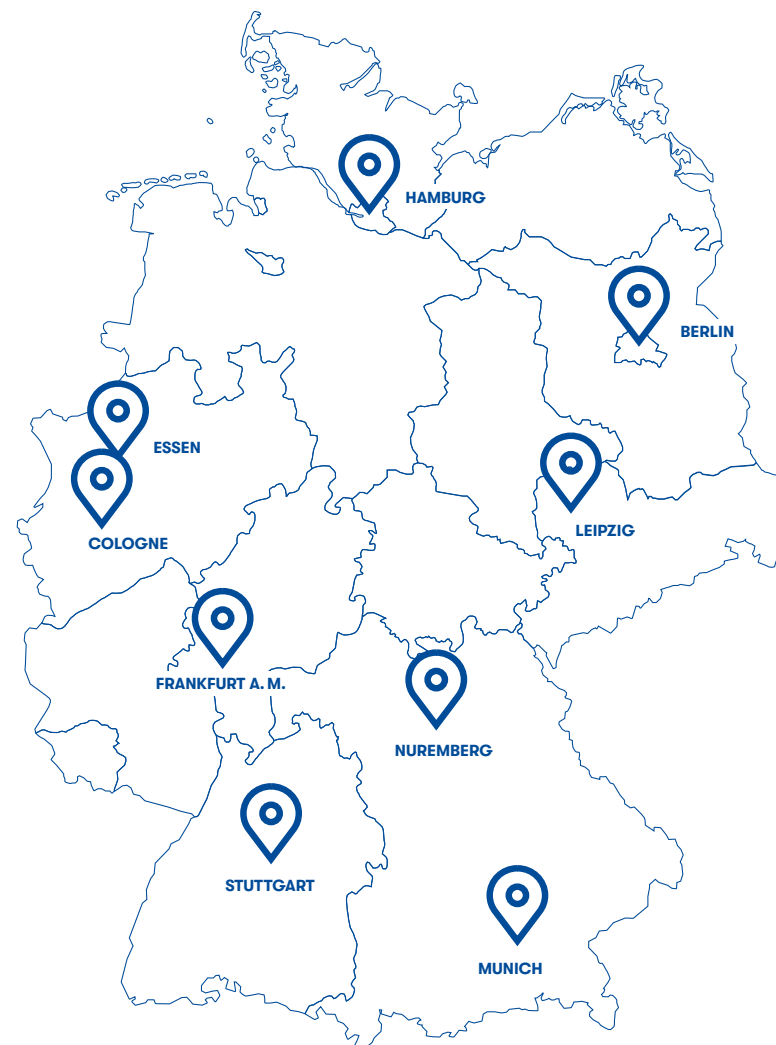 HAMBURG
BERLIN
ESSEN
LEIPZIG
COLOGNE
FRANKFURT A. M.
NUREMBERG
STUTTGART
MUNICH